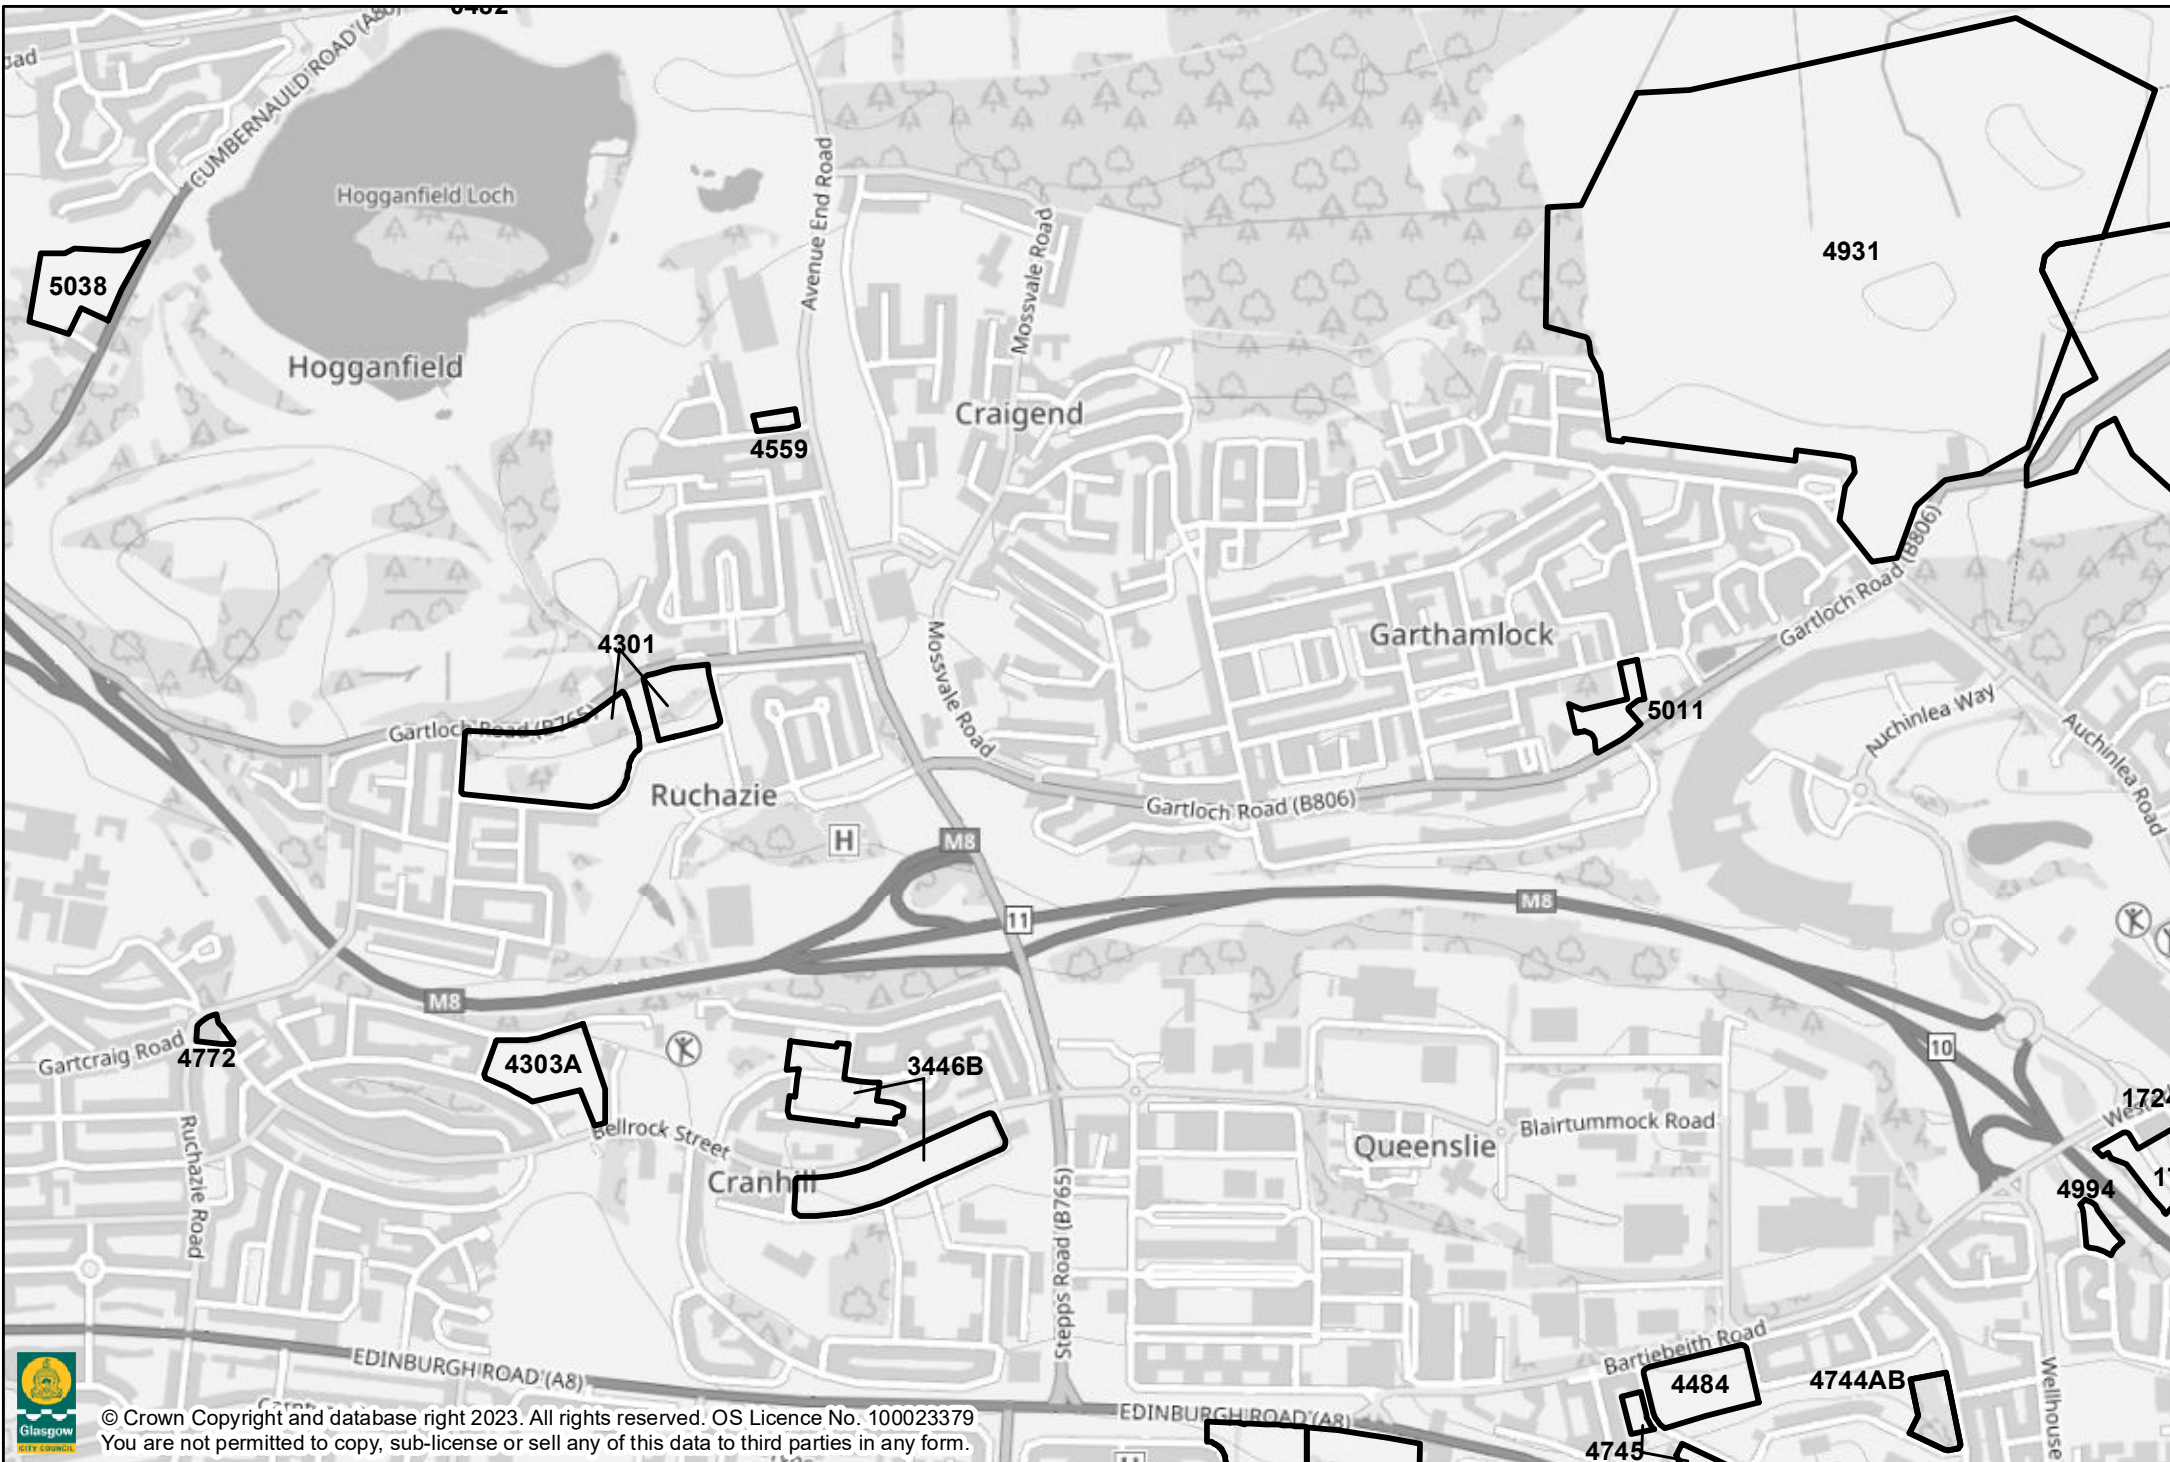 CUMBERNAULD ROAD (A80)
Hogganfield Loch
Avenue End Road
Mossvale Road
4931
5038
Hogganfield
Craigend
4559
Gartloch Road (B806)
4301
Garthamlock
Mossvale Road
Gartloch Road (B765)
5011
Auchinlea Way
Auchinlea Road
Ruchazie
Gartloch Road (B806)
H
M8
M8
11
M8
10
Gartcraig Road
4772
4303A
3446B
Ruchazie Road
Bellrock Street
Blairtummock Road
Queenslie
Cranhill
4994
Stepps Road (B765)
Bartiebeith Road
EDINBURGH ROAD (A8)
4484
4744AB
Wellhouse
EDINBURGH ROAD (A8)
4745
Glasgow
CITY COUNCIL
© Crown Copyright and database right 2023. All rights reserved. OS Licence No. 100023379
You are not permitted to copy, sub-license or sell any of this data to third parties in any form.